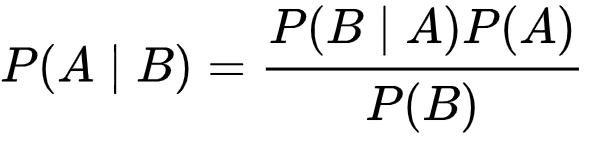 P(A | B) = P(B | A)P(A) / P(B)